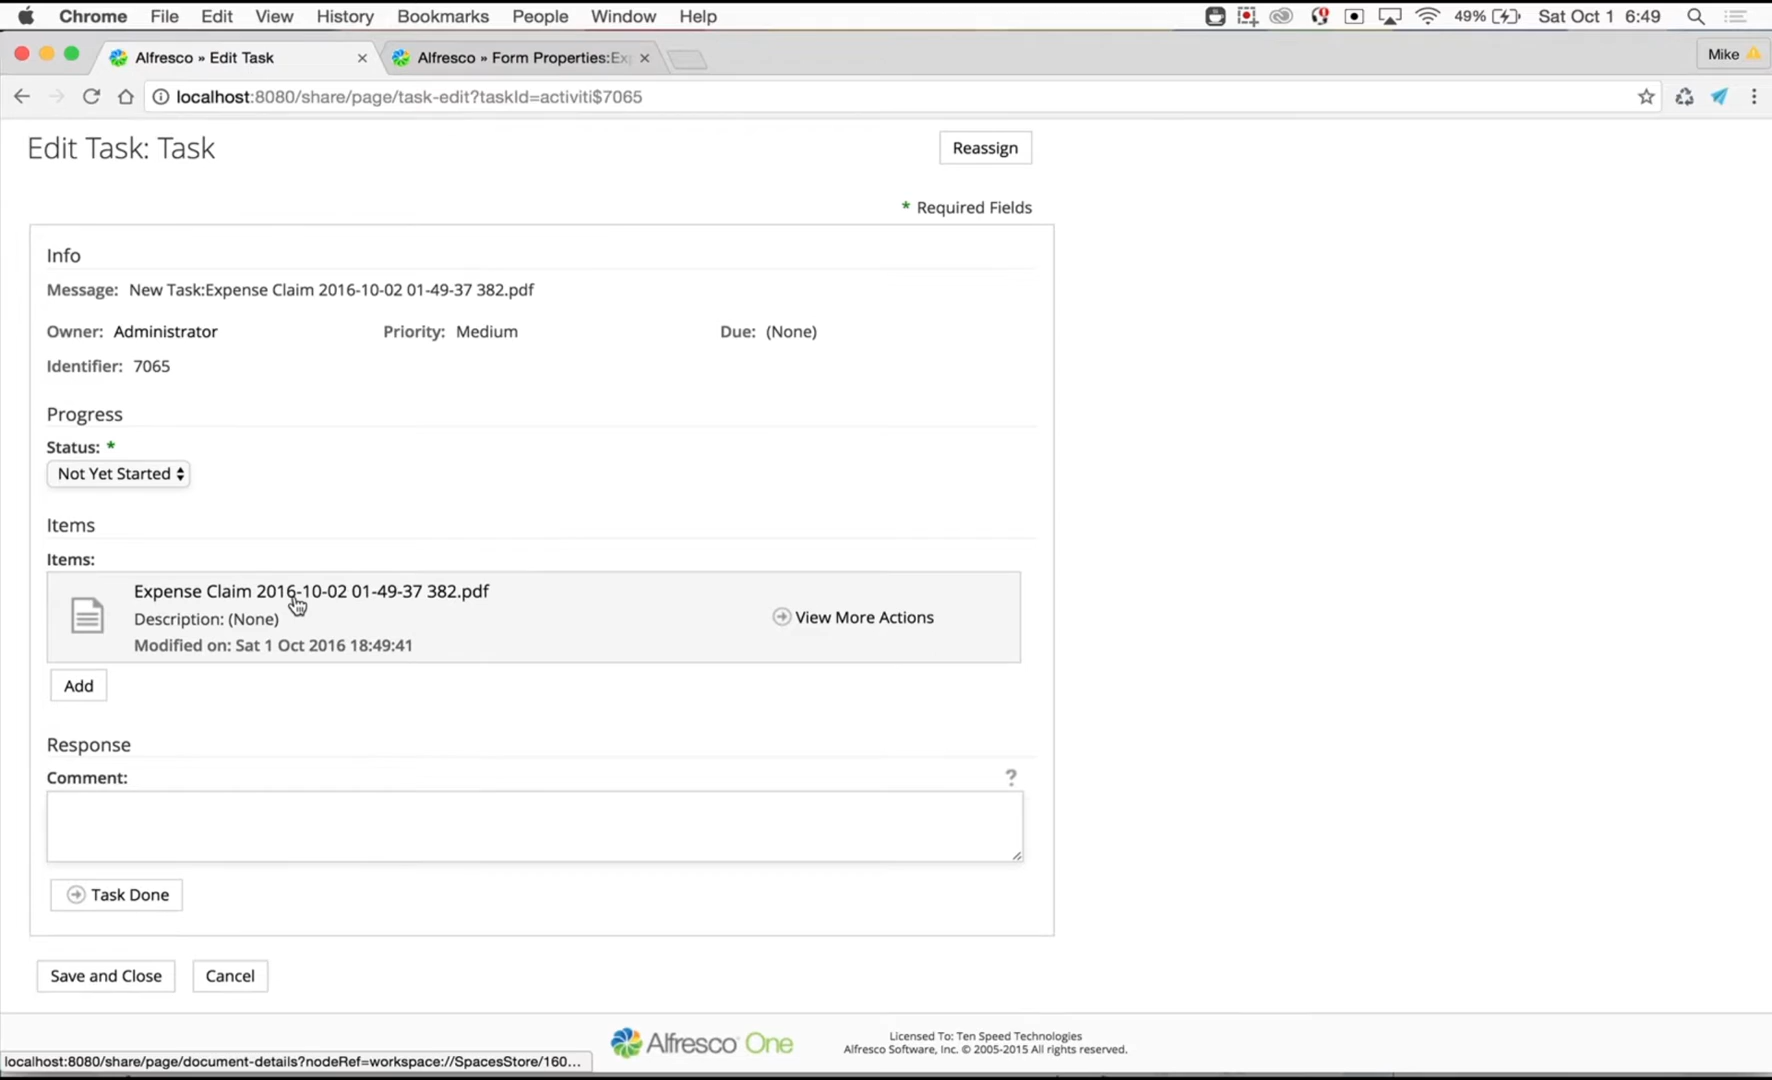 Chrome File Edit View History Bookmarks People Window Help 49% Sat Oct 1 6:49
Alfresco » Edit Task Alfresco » Form Properties:Ex Mike
localhost:8080/share/page/task-edit?taskId=activiti$7065
Edit Task: Task Reassign
* Required Fields
Info
Message: New Task:Expense Claim 2016-10-02 01-49-37 382.pdf
Owner: Administrator Priority: Medium Due: (None)
Identifier: 7065
Progress
Status: *
Not Yet Started
Items
Items:
Expense Claim 2016-10-02 01-49-37 382.pdf
Description: (None)
View More Actions
Modified on: Sat 1 Oct 2016 18:49:41
Add
Response
Comment: ?
Task Done
Save and Close Cancel
Alfresco One
Licensed To: Ten Speed Technologies
Alfresco Software, Inc. © 2005-2015 All rights reserved.
localhost:8080/share/page/document-details?nodeRef=workspace://SpacesStore/160...